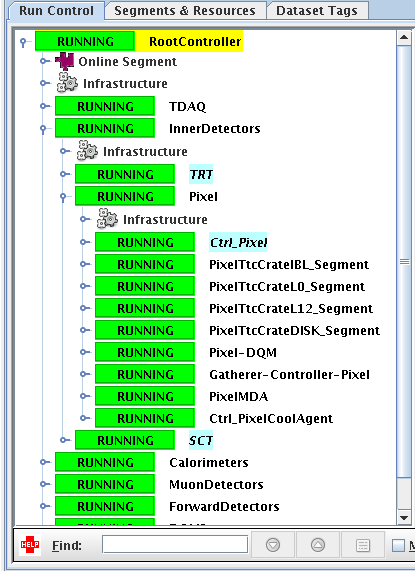 Run Control Segments & Resources Dataset Tags
RUNNING RootController
Online Segment
Infrastructure
RUNNING TDAQ
RUNNING InnerDetectors
Infrastructure
RUNNING TRT
RUNNING Pixel
Infrastructure
RUNNING Ctrl_Pixel
RUNNING PixelTtcCrateIBL_Segment
RUNNING PixelTtcCrateL0_Segment
RUNNING PixelTtcCrateL12_Segment
RUNNING PixelTtcCrateDISK_Segment
RUNNING Pixel-DQM
RUNNING Gatherer-Controller-Pixel
RUNNING PixelMDA
RUNNING Ctrl_PixelCoolAgent
RUNNING SCT
RUNNING Calorimeters
RUNNING MuonDetectors
RUNNING ForwardDetectors
RUNNING
HELP Find: